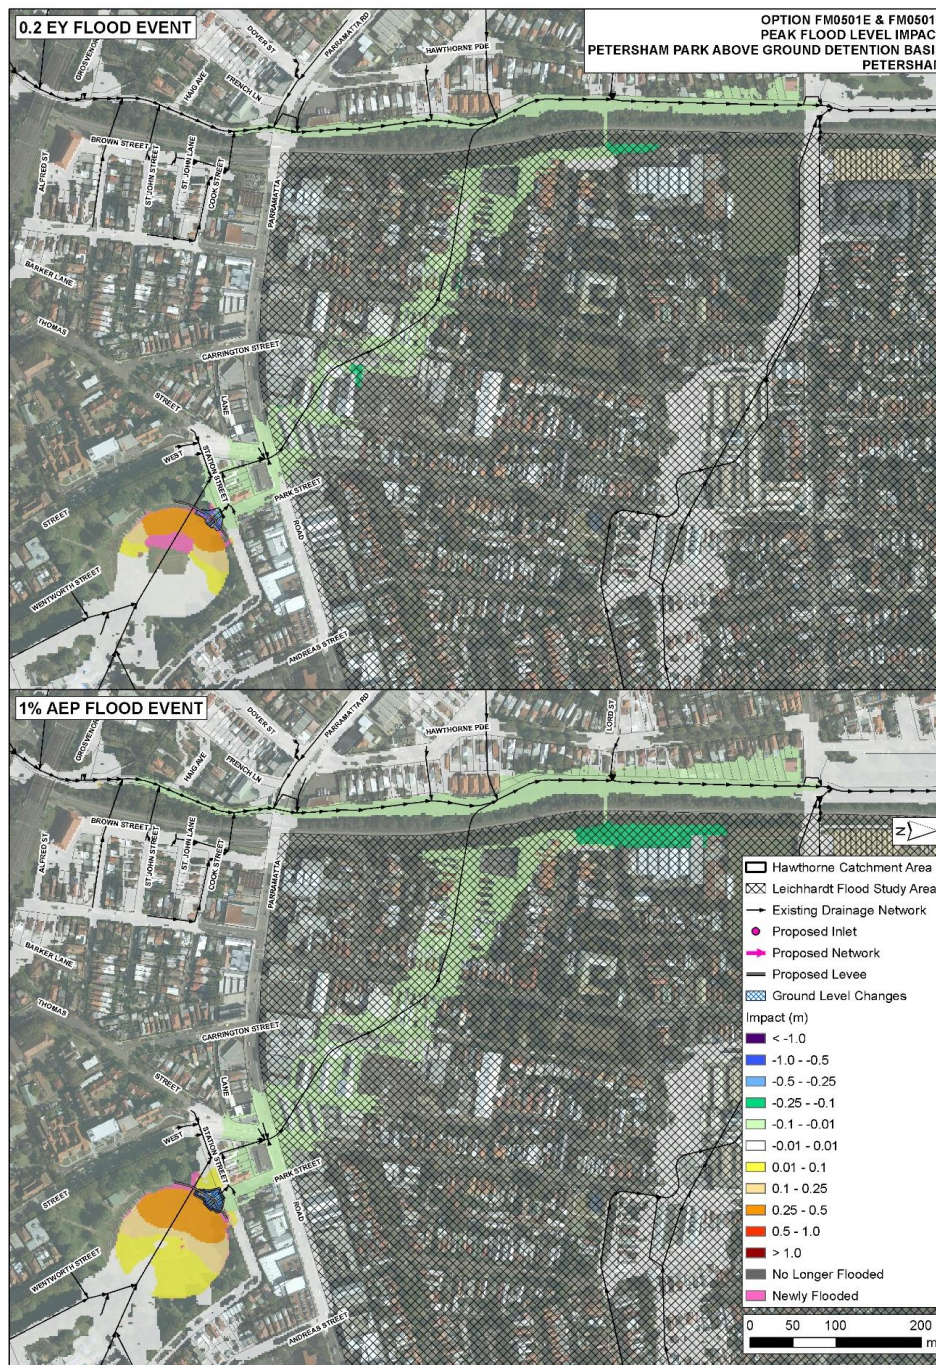 0.2 EY FLOOD EVENT
OPTION FM0501E & FM0501
PEAK FLOOD LEVEL IMPAC
PETERSHAM PARK ABOVE GROUND DETENTION BASI
PETERSHAM
GROSVENOR
HAIG AVE
DOVER ST
FRENCH LN
PARRAMATTA RD
HAWTHORNE PDE
ALFRED ST
BROWN STREET
ST JOHN STREET
ST JOHN LANE
COOK STREET
PARRAMATTA
BARKER LANE
THOMAS
CARRINGTON STREET
STREET
LANE
WEST
STATION STREET
PARK STREET
STREET
ROAD
WENTWORTH STREET
ANDREAS STREET
1% AEP FLOOD EVENT
GROSVENOR
HAIG AVE
DOVER ST
FRENCH LN
PARRAMATTA RD
HAWTHORNE PDE
LORD ST
ALFRED ST
BROWN STREET
ST JOHN STREET
ST JOHN LANE
COOK STREET
PARRAMATTA
BARKER LANE
THOMAS
CARRINGTON STREET
STREET
LANE
WEST
STATION STREET
PARK STREET
STREET
ROAD
WENTWORTH STREET
ANDREAS STREET
N
Hawthorne Catchment Area
Leichhardt Flood Study Area
Existing Drainage Network
Proposed Inlet
Proposed Network
Proposed Levee
Ground Level Changes
Impact (m)
< -1.0
-1.0 - -0.5
-0.5 - -0.25
-0.25 - -0.1
-0.1 - -0.01
-0.01 - 0.01
0.01 - 0.1
0.1 - 0.25
0.25 - 0.5
0.5 - 1.0
> 1.0
No Longer Flooded
Newly Flooded
0 50 100 200
m